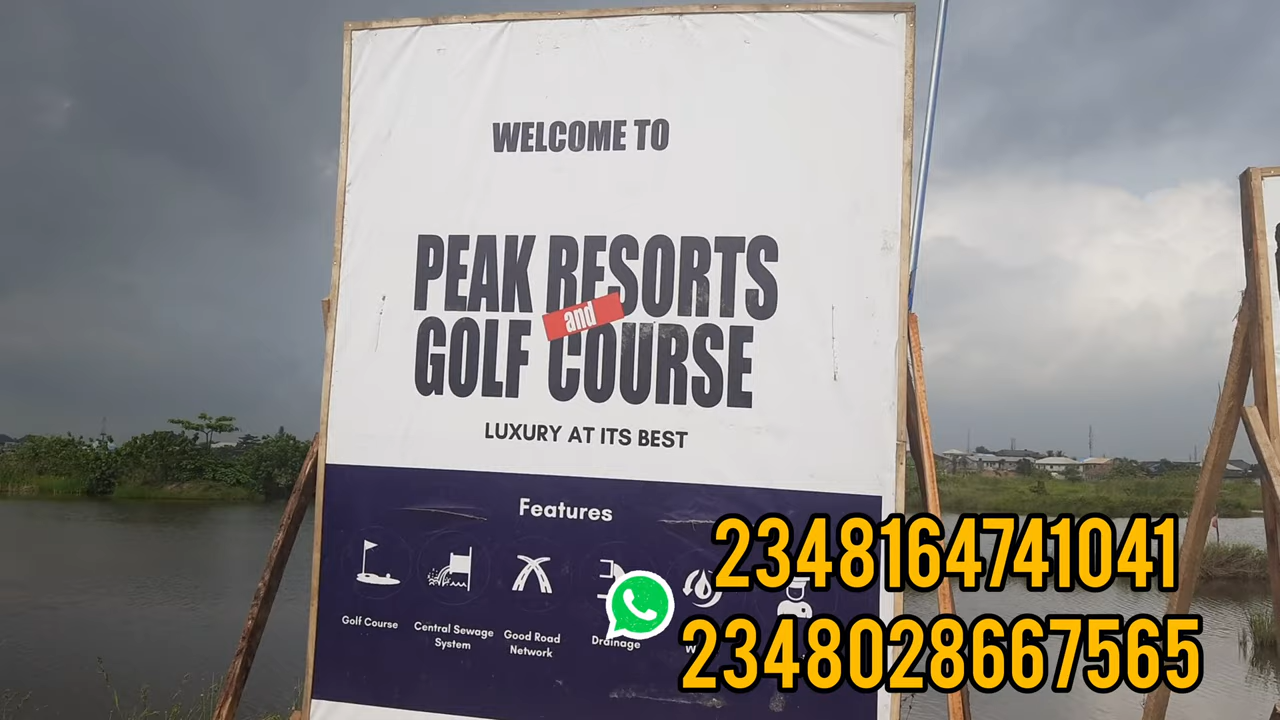 WELCOME TO
PEAK RESORTS
and
GOLF COURSE
LUXURY AT ITS BEST
Features
Golf Course
Central Sewage
System
Good Road
Network
Drainage
2348164741041
2348028667565